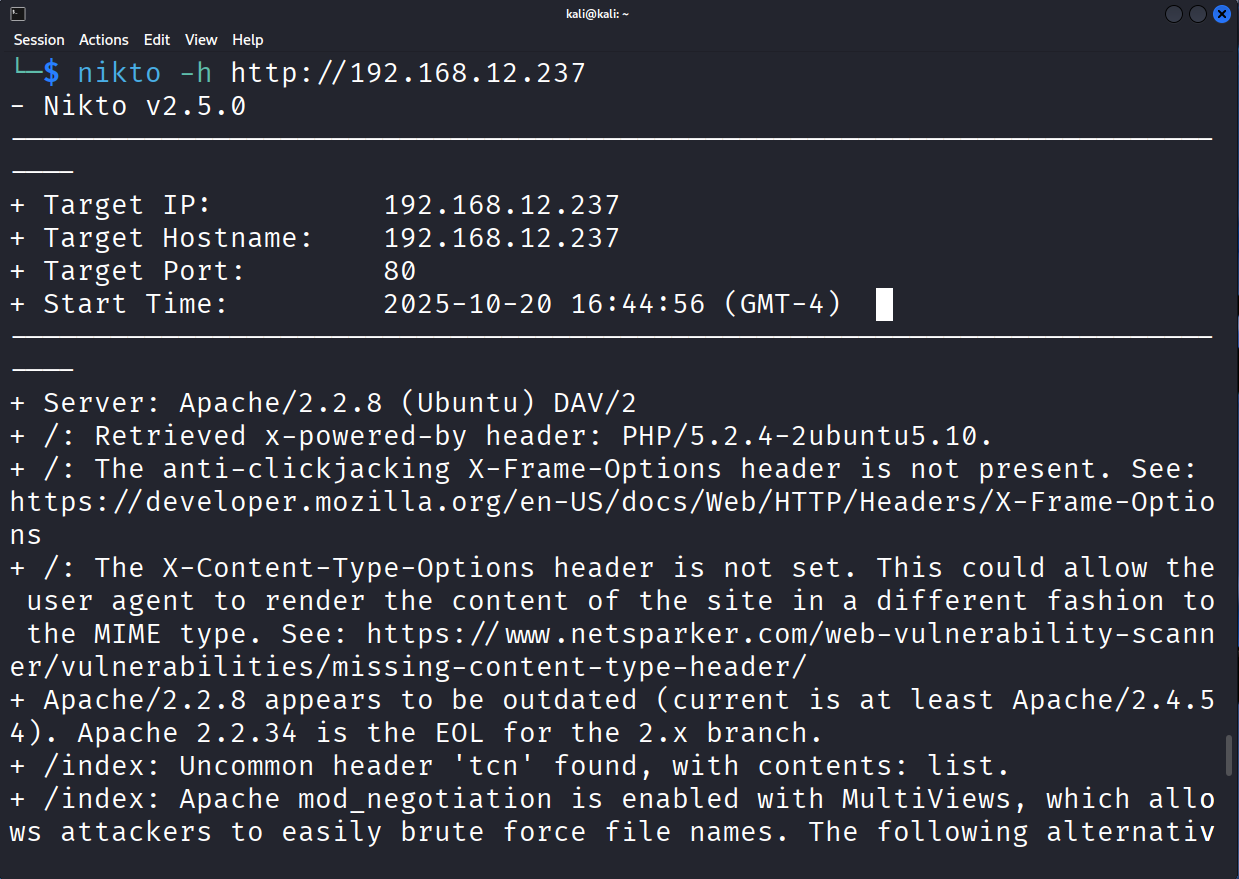 kali@kali: ~
Session Actions Edit View Help
└─$ nikto -h http://192.168.12.237
- Nikto v2.5.0
+ Target IP: 192.168.12.237
+ Target Hostname: 192.168.12.237
+ Target Port: 80
+ Start Time: 2025-10-20 16:44:56 (GMT-4)
+ Server: Apache/2.2.8 (Ubuntu) DAV/2
+ /: Retrieved x-powered-by header: PHP/5.2.4-2ubuntu5.10.
+ /: The anti-clickjacking X-Frame-Options header is not present. See:
https://developer.mozilla.org/en-US/docs/Web/HTTP/Headers/X-Frame-Optio
ns
+ /: The X-Content-Type-Options header is not set. This could allow the
user agent to render the content of the site in a different fashion to
the MIME type. See: https://www.netsparker.com/web-vulnerability-scann
er/vulnerabilities/missing-content-type-header/
+ Apache/2.2.8 appears to be outdated (current is at least Apache/2.4.5
4). Apache 2.2.34 is the EOL for the 2.x branch.
+ /index: Uncommon header 'tcn' found, with contents: list.
+ /index: Apache mod_negotiation is enabled with MultiViews, which allo
ws attackers to easily brute force file names. The following alternativ